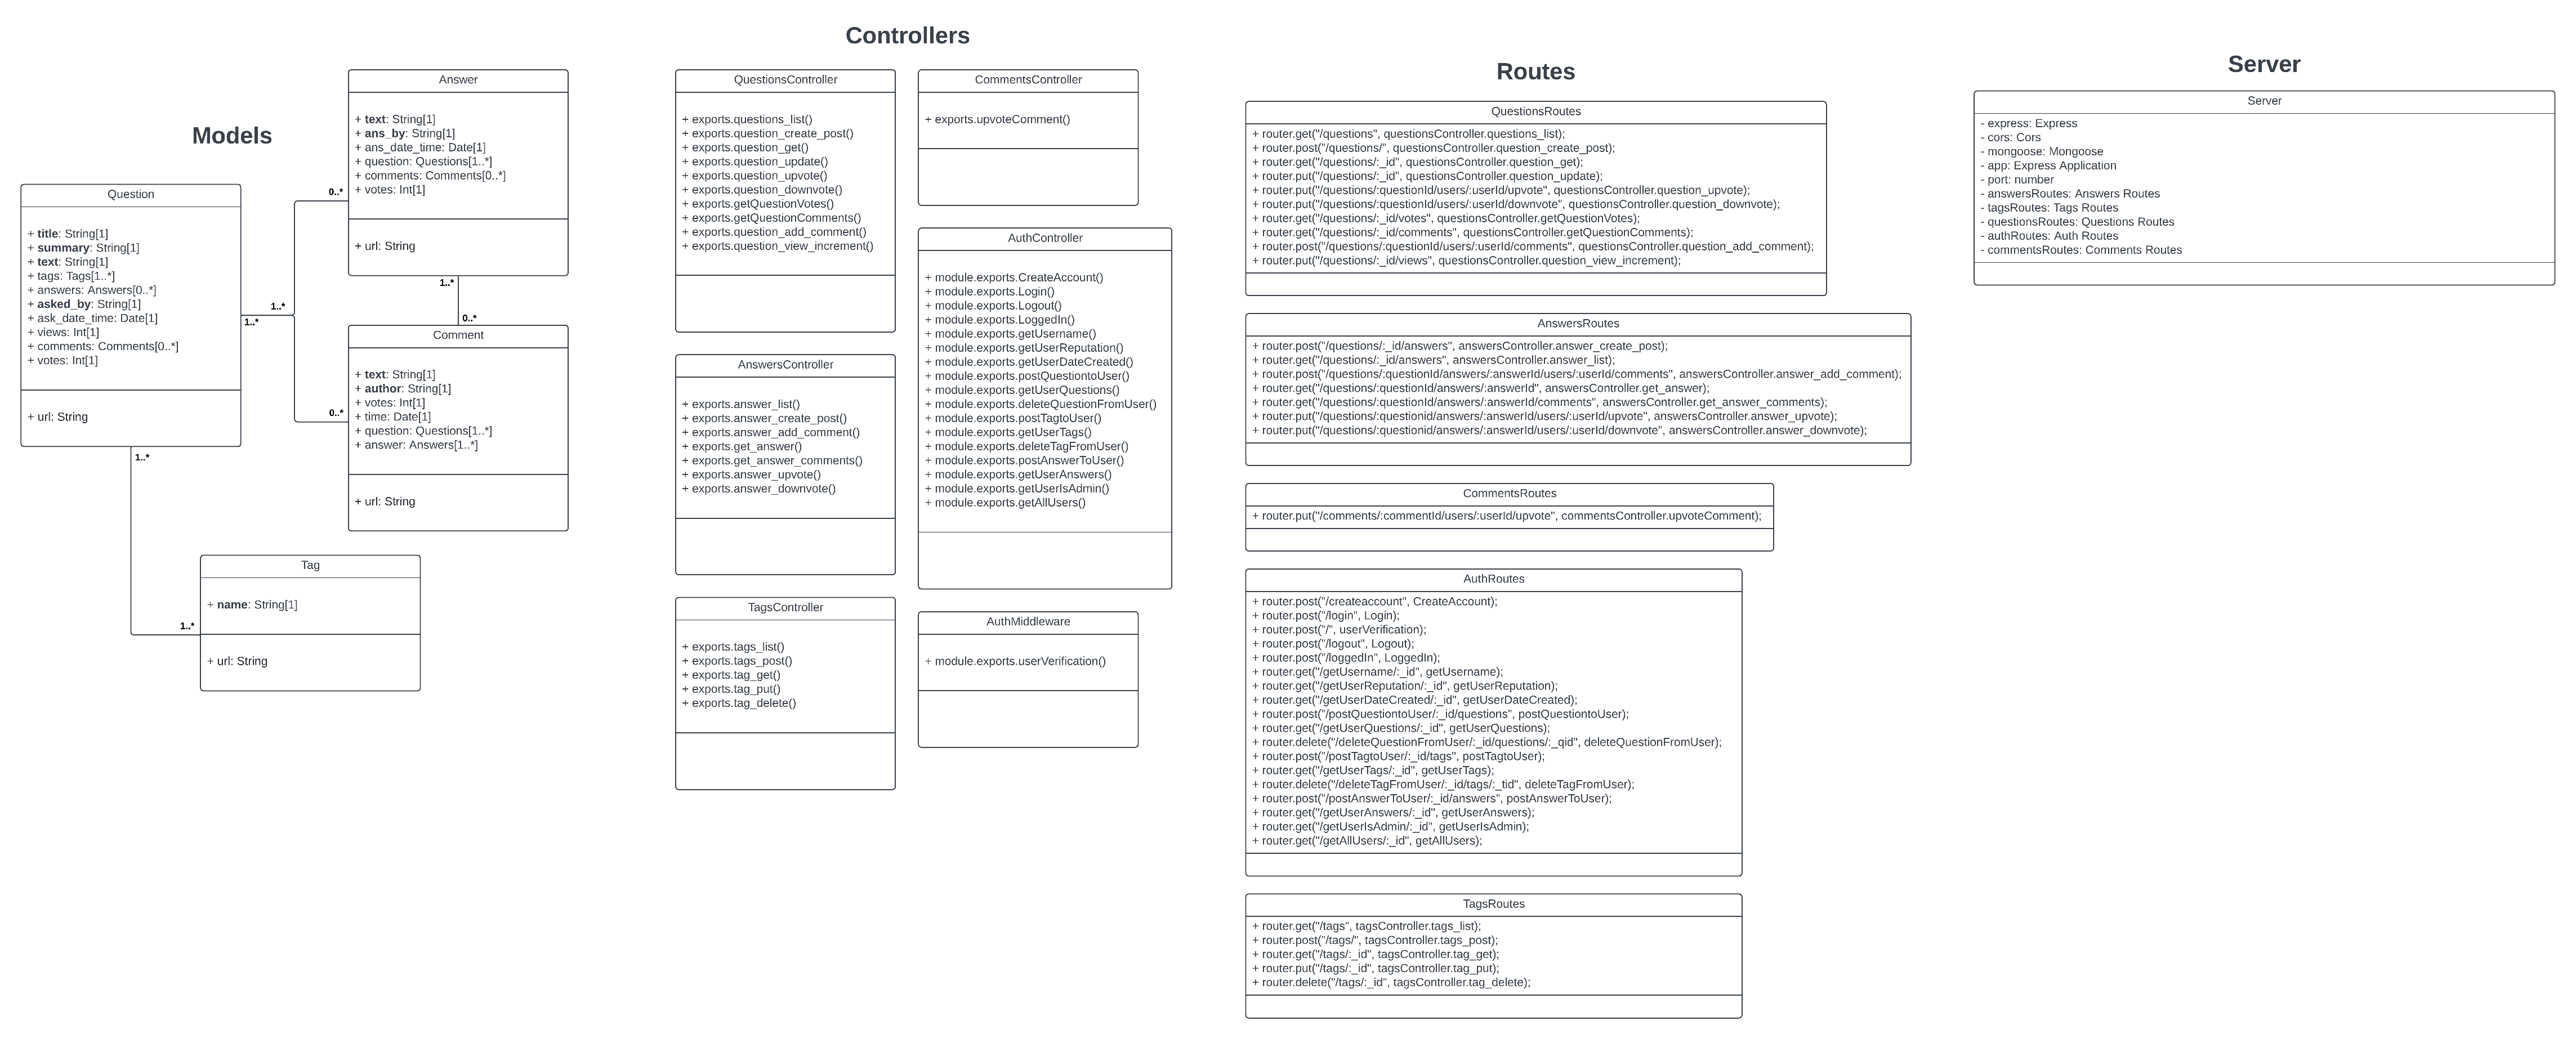 Models
Question
+ title: String[1]
+ summary: String[1]
+ text: String[1]
+ tags: Tags[1..*]
+ answers: Answers[0..*]
+ asked_by: String[1]
+ ask_date_time: Date[1]
+ views: Int[1]
+ comments: Comments[0..*]
+ votes: Int[1]
+ url: String
1..*
1..*
0..*
0..*
1..*
1..*
Answer
+ text: String[1]
+ ans_by: String[1]
+ ans_date_time: Date[1]
+ question: Questions[1..*]
+ comments: Comments[0..*]
+ votes: Int[1]
+ url: String
1..*
0..*
Comment
+ text: String[1]
+ author: String[1]
+ votes: Int[1]
+ time: Date[1]
+ question: Questions[1..*]
+ answer: Answers[1..*]
+ url: String
Tag
+ name: String[1]
+ url: String
Controllers
QuestionsController
+ exports.questions_list()
+ exports.question_create_post()
+ exports.question_get()
+ exports.question_update()
+ exports.question_upvote()
+ exports.question_downvote()
+ exports.getQuestionVotes()
+ exports.getQuestionComments()
+ exports.question_add_comment()
+ exports.question_view_increment()
AnswersController
+ exports.answer_list()
+ exports.answer_create_post()
+ exports.answer_add_comment()
+ exports.get_answer()
+ exports.get_answer_comments()
+ exports.answer_upvote()
+ exports.answer_downvote()
TagsController
+ exports.tags_list()
+ exports.tags_post()
+ exports.tag_get()
+ exports.tag_put()
+ exports.tag_delete()
CommentsController
+ exports.upvoteComment()
AuthController
+ module.exports.CreateAccount()
+ module.exports.Login()
+ module.exports.Logout()
+ module.exports.LoggedIn()
+ module.exports.getUsername()
+ module.exports.getUserReputation()
+ module.exports.getUserDateCreated()
+ module.exports.postQuestiontoUser()
+ module.exports.getUserQuestions()
+ module.exports.deleteQuestionFromUser()
+ module.exports.postTagtoUser()
+ module.exports.getUserTags()
+ module.exports.deleteTagFromUser()
+ module.exports.postAnswerToUser()
+ module.exports.getUserAnswers()
+ module.exports.getUserIsAdmin()
+ module.exports.getAllUsers()
AuthMiddleware
+ module.exports.userVerification()
Routes
QuestionsRoutes
+ router.get("/questions", questionsController.questions_list);
+ router.post("/questions/", questionsController.question_create_post);
+ router.get("/questions/:_id", questionsController.question_get);
+ router.put("/questions/:_id", questionsController.question_update);
+ router.put("/questions/:questionId/users/:userId/upvote", questionsController.question_upvote);
+ router.put("/questions/:questionId/users/:userId/downvote", questionsController.question_downvote);
+ router.get("/questions/:_id/votes", questionsController.getQuestionVotes);
+ router.get("/questions/:_id/comments", questionsController.getQuestionComments);
+ router.post("/questions/:questionId/users/:userId/comments", questionsController.question_add_comment);
+ router.put("/questions/:_id/views", questionsController.question_view_increment);
AnswersRoutes
+ router.post("/questions/:_id/answers", answersController.answer_create_post);
+ router.get("/questions/:_id/answers", answersController.answer_list);
+ router.post("/questions/:questionId/answers/:answerId/users/:userId/comments", answersController.answer_add_comment);
+ router.get("/questions/:questionId/answers/:answerId", answersController.get_answer);
+ router.get("/questions/:questionId/answers/:answerId/comments", answersController.get_answer_comments);
+ router.put("/questions/:questionid/answers/:answerId/users/:userId/upvote", answersController.answer_upvote);
+ router.put("/questions/:questionid/answers/:answerId/users/:userId/downvote", answersController.answer_downvote);
CommentsRoutes
+ router.put("/comments/:commentId/users/:userId/upvote", commentsController.upvoteComment);
AuthRoutes
+ router.post("/createaccount", CreateAccount);
+ router.post("/login", Login);
+ router.post("/", userVerification);
+ router.post("/logout", Logout);
+ router.post("/loggedIn", LoggedIn);
+ router.get("/getUsername/:_id", getUsername);
+ router.get("/getUserReputation/:_id", getUserReputation);
+ router.get("/getUserDateCreated/:_id", getUserDateCreated);
+ router.post("/postQuestiontoUser/:_id/questions", postQuestiontoUser);
+ router.get("/getUserQuestions/:_id", getUserQuestions);
+ router.delete("/deleteQuestionFromUser/:_id/questions/:_qid", deleteQuestionFromUser);
+ router.post("/postTagtoUser/:_id/tags", postTagtoUser);
+ router.get("/getUserTags/:_id", getUserTags);
+ router.delete("/deleteTagFromUser/:_id/tags/:_tid", deleteTagFromUser);
+ router.post("/postAnswerToUser/:_id/answers", postAnswerToUser);
+ router.get("/getUserAnswers/:_id", getUserAnswers);
+ router.get("/getUserIsAdmin/:_id", getUserIsAdmin);
+ router.get("/getAllUsers/:_id", getAllUsers);
TagsRoutes
+ router.get("/tags", tagsController.tags_list);
+ router.post("/tags/", tagsController.tags_post);
+ router.get("/tags/:_id", tagsController.tag_get);
+ router.put("/tags/:_id", tagsController.tag_put);
+ router.delete("/tags/:_id", tagsController.tag_delete);
Server
Server
- express: Express
- cors: Cors
- mongoose: Mongoose
- app: Express Application
- port: number
- answersRoutes: Answers Routes
- tagsRoutes: Tags Routes
- questionsRoutes: Questions Routes
- authRoutes: Auth Routes
- commentsRoutes: Comments Routes